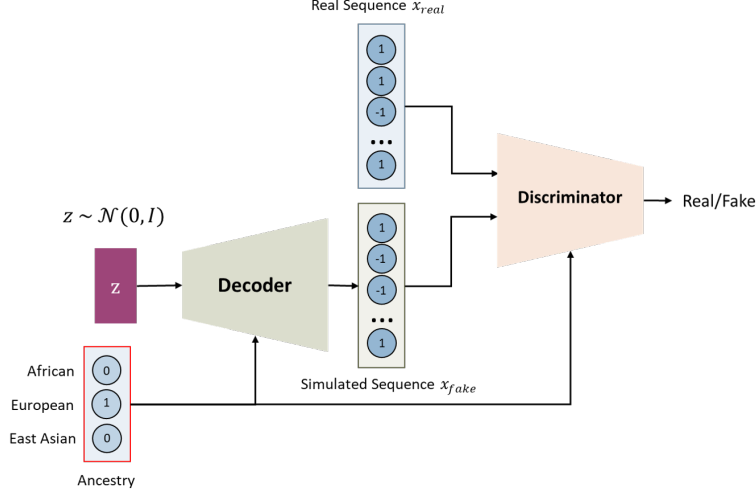 Real Sequence x_real
1
1
-1
...
1
Discriminator
Real/Fake
z ~ 𝒩(0, I)
z
Decoder
1
-1
-1
...
1
Simulated Sequence x_fake
African 0
European 1
East Asian 0
Ancestry